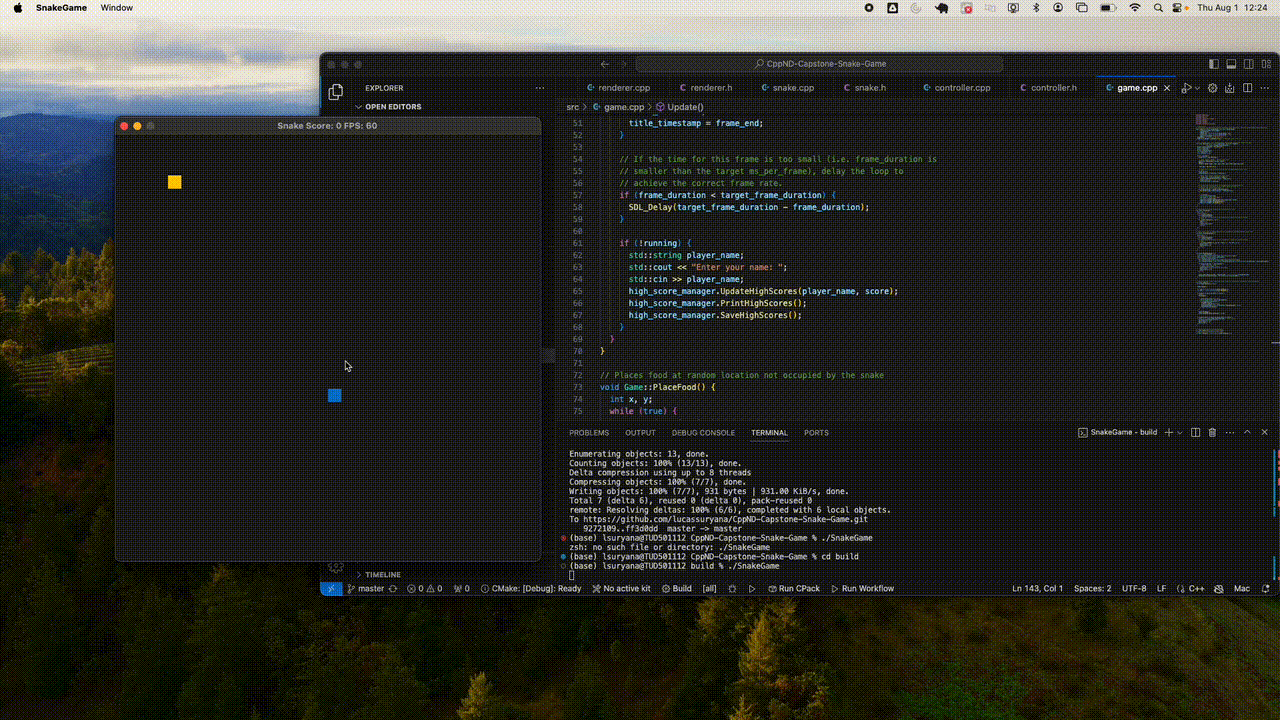 SnakeGame Window Thu Aug 1 12:24
CppND-Capstone-Snake-Game
EXPLORER
OPEN EDITORS
renderer.cpp renderer.h snake.cpp snake.h controller.cpp controller.h game.cpp
src > game.cpp > Update()
Snake Score: 0 FPS: 60
51 title_timestamp = frame_end;
52 }
53
54 // If the time for this frame is too small (i.e. frame_duration is
55 // smaller than the target ms_per_frame), delay the loop to
56 // achieve the correct frame rate.
57 if (frame_duration < target_frame_duration) {
58 SDL_Delay(target_frame_duration - frame_duration);
59 }
60
61 if (!running) {
62 std::string player_name;
63 std::cout << "Enter your name: ";
64 std::cin >> player_name;
65 high_score_manager.UpdateHighScores(player_name, score);
66 high_score_manager.PrintHighScores();
67 high_score_manager.SaveHighScores();
68 }
69 }
70 }
71
72 // Places food at random location not occupied by the snake
73 void Game::PlaceFood() {
74 int x, y;
75 while (true) {
PROBLEMS OUTPUT DEBUG CONSOLE TERMINAL PORTS SnakeGame - build
Enumerating objects: 13, done.
Counting objects: 100% (13/13), done.
Delta compression using up to 8 threads
Compressing objects: 100% (7/7), done.
Writing objects: 100% (7/7), 931 bytes | 931.00 KiB/s, done.
Total 7 (delta 6), reused 0 (delta 0), pack-reused 0
remote: Resolving deltas: 100% (6/6), completed with 6 local objects.
To https://github.com/lucassuryana/CppND-Capstone-Snake-Game.git
9272109..ff3d0dd master -> master
(base) lsuryana@TUD501112 CppND-Capstone-Snake-Game % ./SnakeGame
zsh: no such file or directory: ./SnakeGame
(base) lsuryana@TUD501112 CppND-Capstone-Snake-Game % cd build
(base) lsuryana@TUD501112 build % ./SnakeGame
TIMELINE
master 0 0 0 CMake: [Debug]: Ready No active kit Build [all] Run CPack Run Workflow Ln 143, Col 1 Spaces: 2 UTF-8 LF C++ Mac